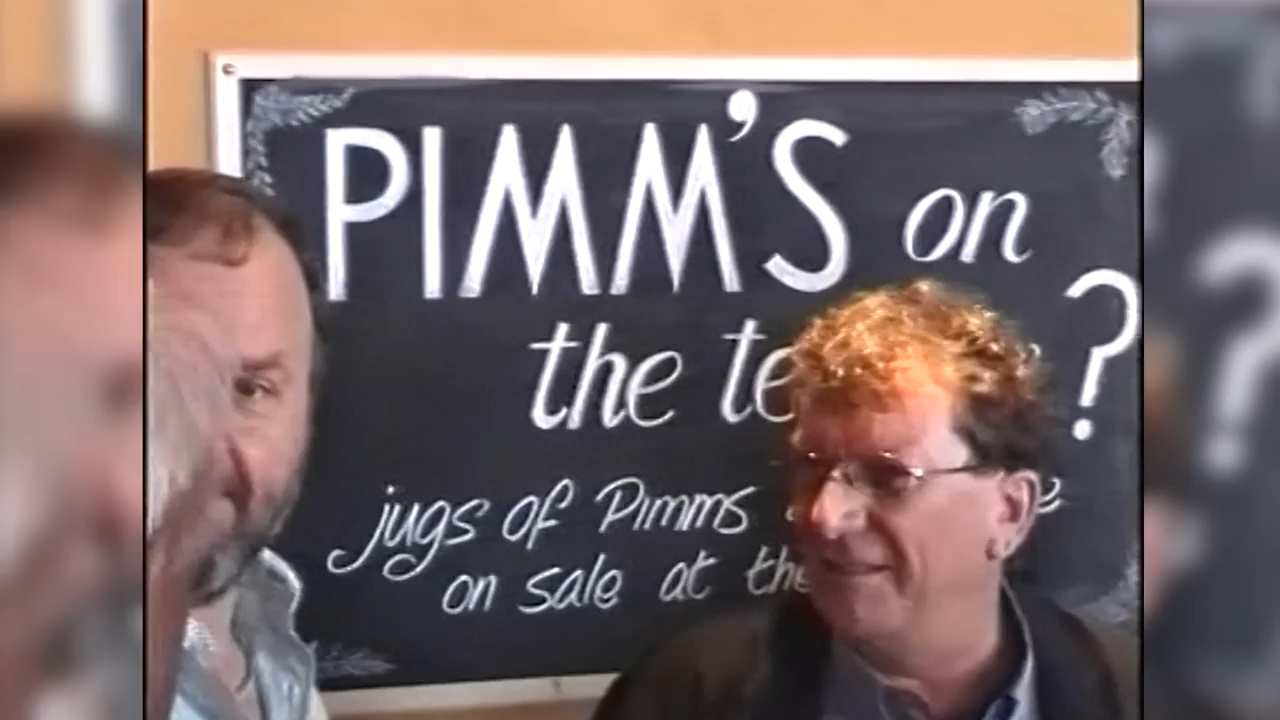 PIMM'S on
the te ?
jugs of Pimms
on sale at the